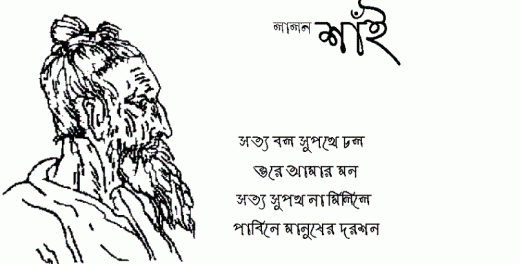 লালন শাঁই
সত্য বল সুপথে চল
ওরে আমার মন
সত্য সুপথ না মিলিলে
পাবিনে মানুষের দরশন